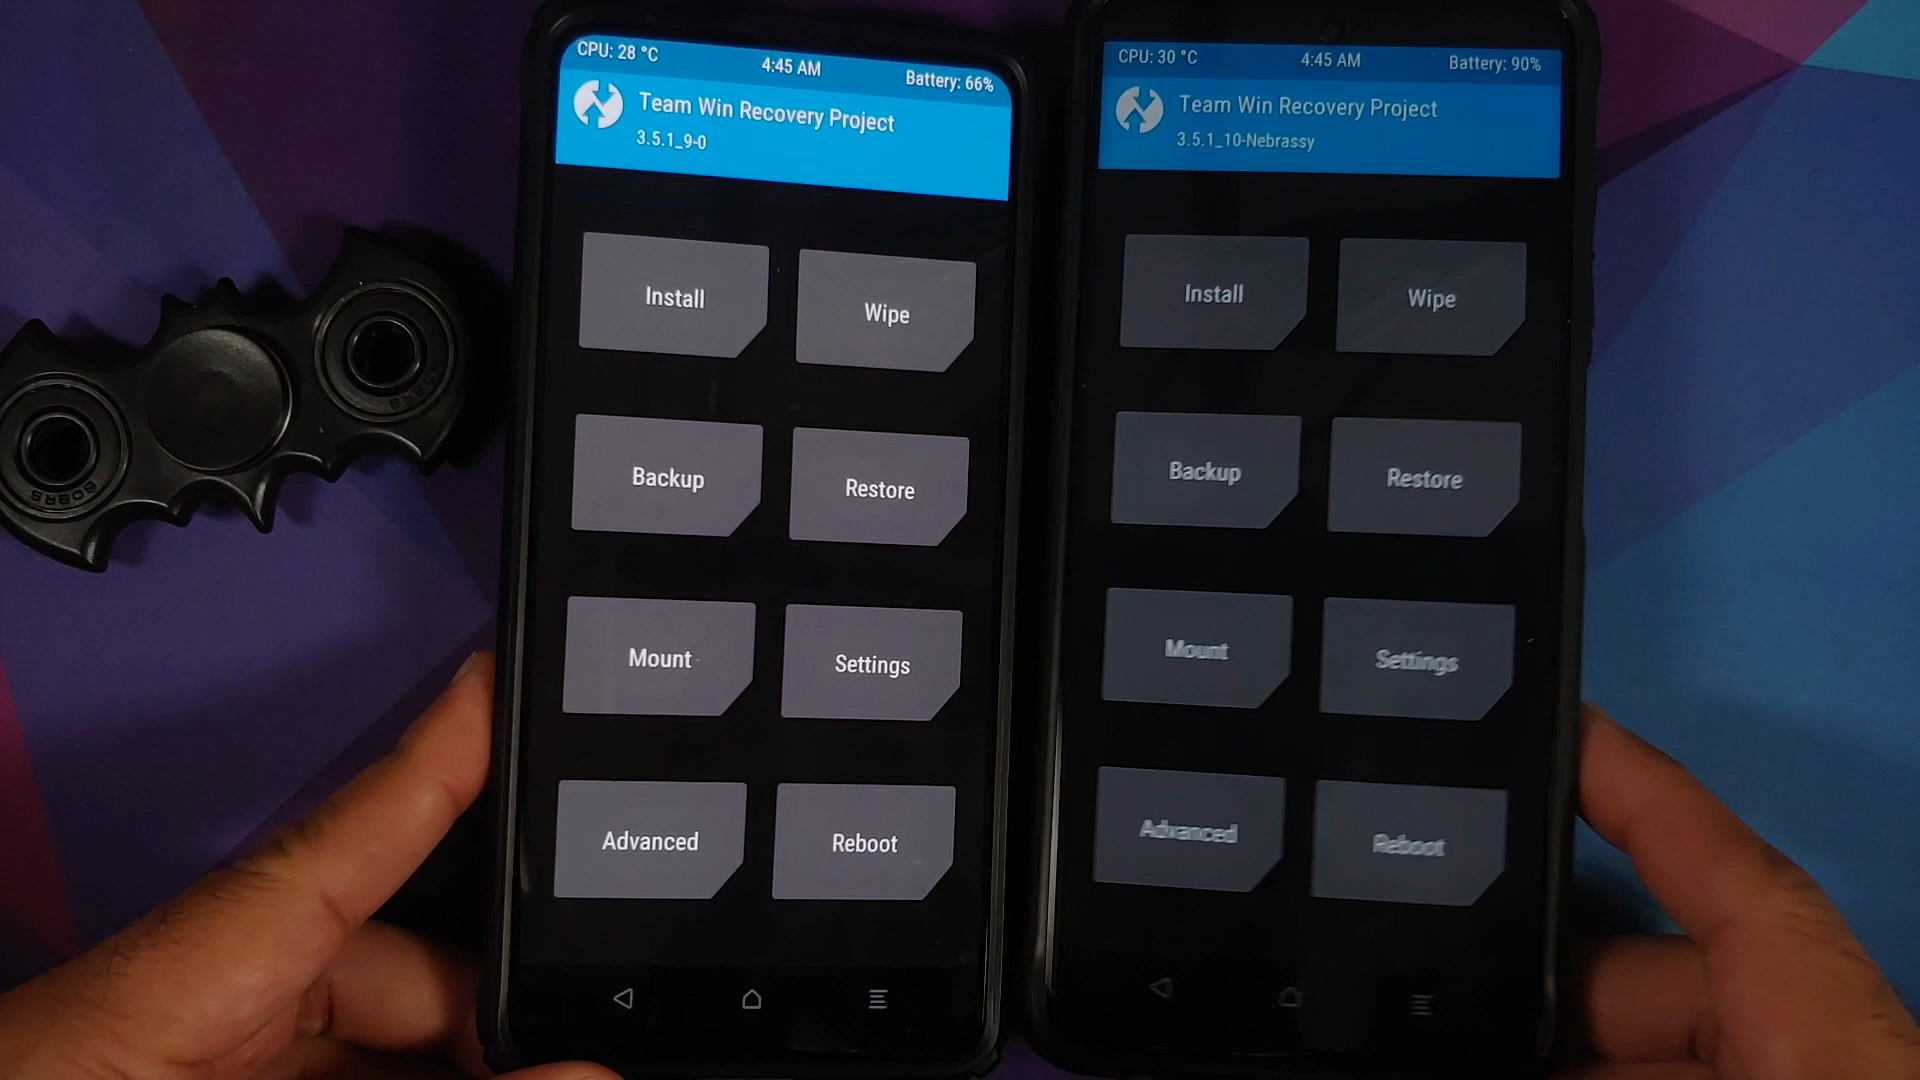 CPU: 28 °C 4:45 AM Battery: 66%
Team Win Recovery Project
3.5.1_9-0
Install Wipe
Backup Restore
Mount Settings
Advanced Reboot
CPU: 30 °C 4:45 AM Battery: 90%
Team Win Recovery Project
3.5.1_10-Nebrassy
Install Wipe
Backup Restore
Mount Settings
Advanced Reboot